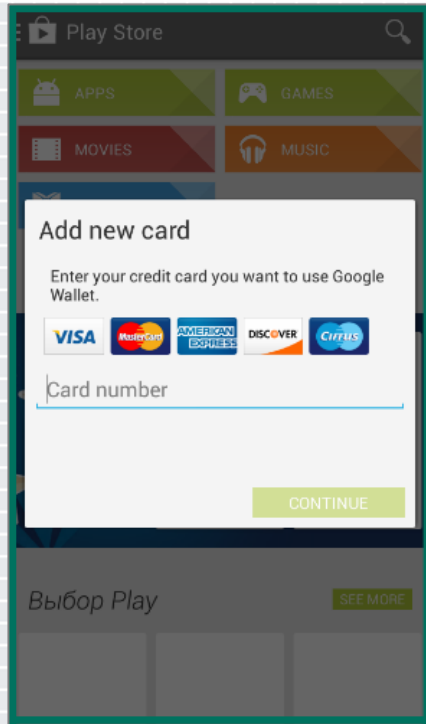 Play Store
APPS
GAMES
MOVIES
MUSIC
Add new card
Enter your credit card you want to use Google
Wallet.
VISA MasterCard AMERICAN EXPRESS DISCOVER CIRRUS
Card number
CONTINUE
Выбор Play
SEE MORE